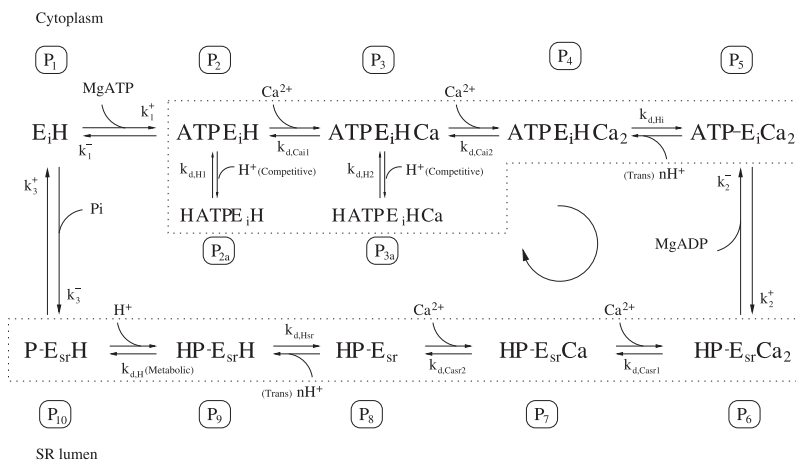 Cytoplasm
P1 P2 P3 P4 P5
MgATP Ca2+ Ca2+
k1+ kd,Hi
EiH ATPEiH ATPEiHCa ATPEiHCa2 ATP-EiCa2
k1- kd,Cai1 kd,Cai2
(Trans) nH+
kd,H1 H+ (Competitive) kd,H2 H+ (Competitive)
k3+ k2-
Pi HATPEiH HATPEiHCa
P2a P3a MgADP
k3- k2+
H+ kd,Hsr Ca2+ Ca2+
P-EsrH HP-EsrH HP-Esr HP-EsrCa HP-EsrCa2
kd,H (Metabolic) kd,Casr2 kd,Casr1
(Trans) nH+
P10 P9 P8 P7 P6
SR lumen